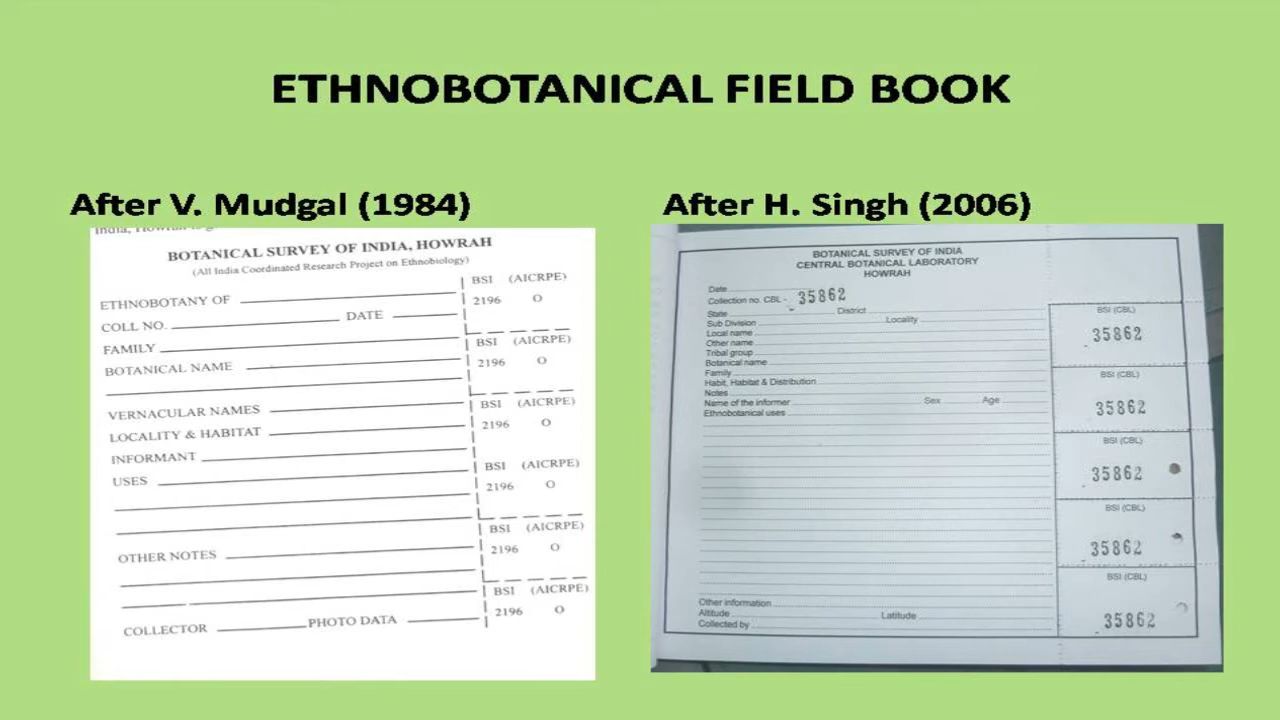 ETHNOBOTANICAL FIELD BOOK
After V. Mudgal (1984)
India, Howrah is
BOTANICAL SURVEY OF INDIA, HOWRAH
(All India Coordinated Research Project on Ethnobiology)
ETHNOBOTANY OF
COLL NO. DATE
FAMILY
BOTANICAL NAME
VERNACULAR NAMES
LOCALITY & HABITAT
INFORMANT
USES
OTHER NOTES
COLLECTOR PHOTO DATA
BSI (AICRPE)
2196 O
BSI (AICRPE)
2196 O
BSI (AICRPE)
2196 O
BSI (AICRPE)
2196 O
BSI (AICRPE)
2196 O
BSI (AICRPE)
2196 O
After H. Singh (2006)
BOTANICAL SURVEY OF INDIA
CENTRAL BOTANICAL LABORATORY
HOWRAH
Date
Collection no. CBL - 35862
State District
Sub Division Locality
Local name
Other name
Tribal group
Botanical name
Family
Habit, Habitat & Distribution
Notes
Name of the informer Sex Age
Ethnobotanical uses
Other information
Altitude Latitude
Collected by
BSI (CBL)
35862
BSI (CBL)
35862
BSI (CBL)
35862
BSI (CBL)
35862
BSI (CBL)
35862